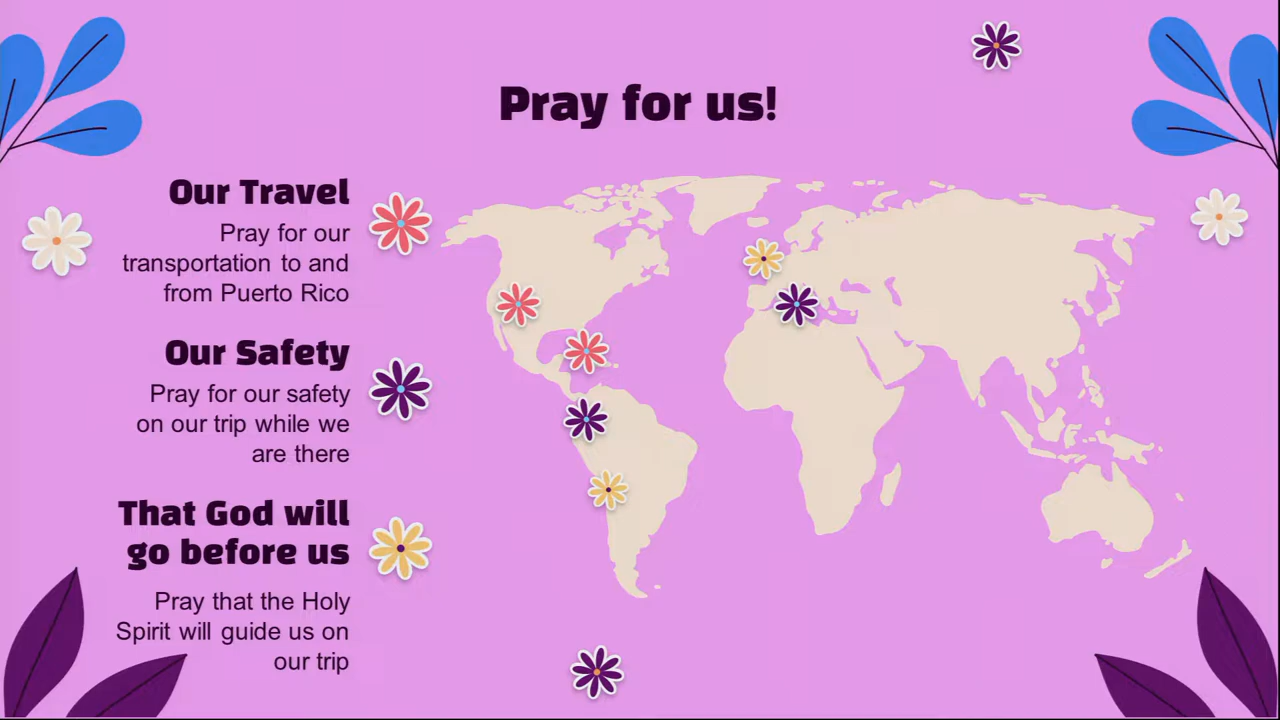 Pray for us!
Our Travel
Pray for our
transportation to and
from Puerto Rico
Our Safety
Pray for our safety
on our trip while we
are there
That God will
go before us
Pray that the Holy
Spirit will guide us on
our trip